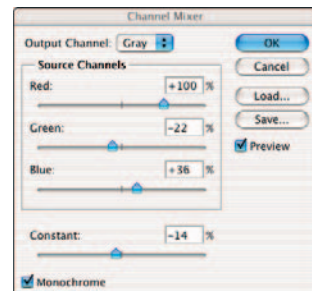 Channel Mixer
Output Channel: Gray
OK
Source Channels
Cancel
Red: +100 %
Load...
Save...
Green: -22 %
Preview
Blue: +36 %
Constant: -14 %
Monochrome